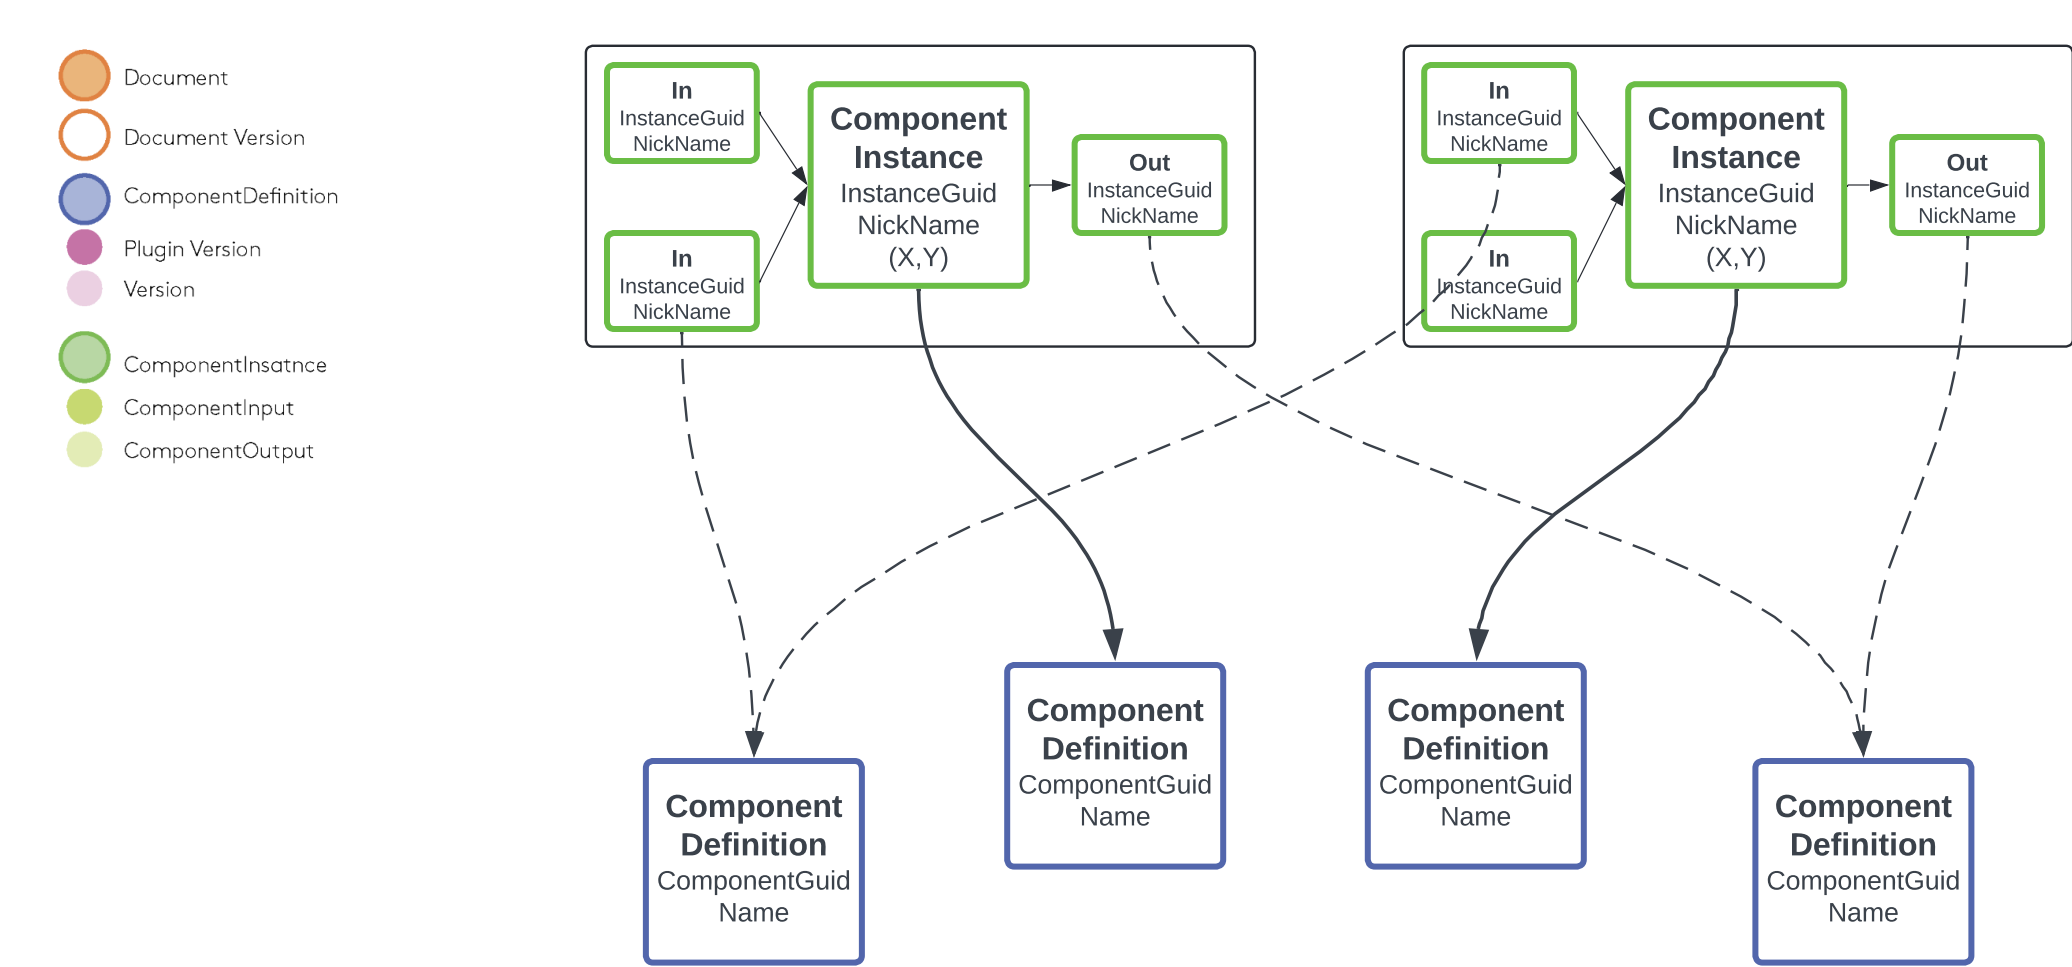 Document
Document Version
ComponentDefinition
Plugin Version
Version
ComponentInsatnce
ComponentInput
ComponentOutput
In
InstanceGuid
NickName
In
InstanceGuid
NickName
Component
Instance
InstanceGuid
NickName
(X,Y)
Out
InstanceGuid
NickName
In
InstanceGuid
NickName
In
InstanceGuid
NickName
Component
Instance
InstanceGuid
NickName
(X,Y)
Out
InstanceGuid
NickName
Component
Definition
ComponentGuid
Name
Component
Definition
ComponentGuid
Name
Component
Definition
ComponentGuid
Name
Component
Definition
ComponentGuid
Name